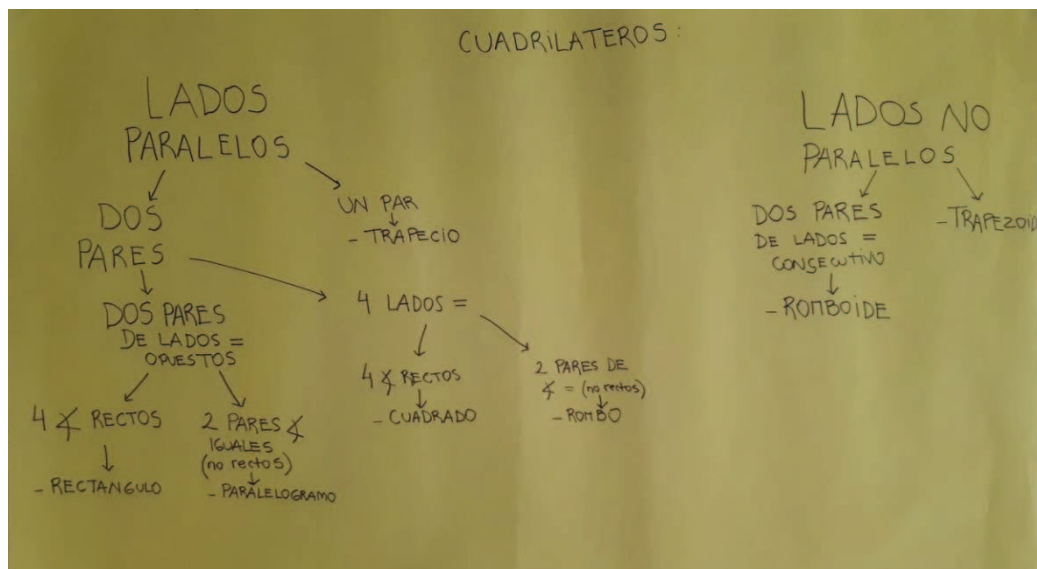 CUADRILATEROS:
LADOS
PARALELOS
DOS
PARES
DOS PARES
DE LADOS =
OPUESTOS
4 ∡ RECTOS
- RECTANGULO
2 PARES ∡
IGUALES
(no rectos)
- PARALELOGRAMO
UN PAR
- TRAPECIO
4 LADOS =
4 ∡ RECTOS
- CUADRADO
2 PARES DE
∡ = (no rectos)
- ROMBO
LADOS NO
PARALELOS
DOS PARES
DE LADOS =
CONSECUTIVO
- ROMBOIDE
- TRAPEZOID